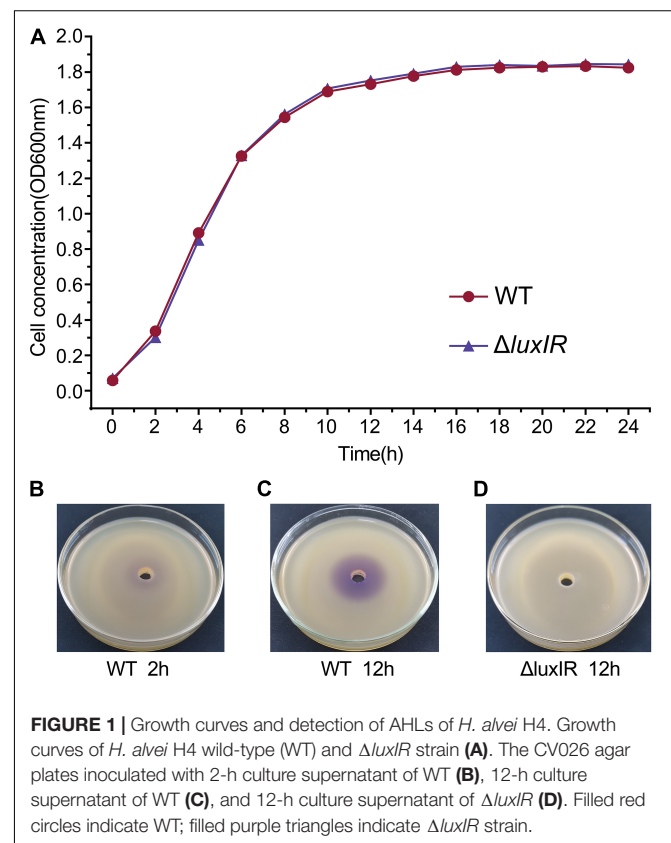 A
2.0
1.8
1.6
1.4
1.2
1.0
0.8
0.6
0.4
0.2
0.0
Cell concentration(OD600nm)
WT
ΔluxIR
0 2 4 6 8 10 12 14 16 18 20 22 24
Time(h)
B C D
WT 2h WT 12h ΔluxIR 12h
FIGURE 1 | Growth curves and detection of AHLs of H. alvei H4. Growth
curves of H. alvei H4 wild-type (WT) and ΔluxIR strain (A). The CV026 agar
plates inoculated with 2-h culture supernatant of WT (B), 12-h culture
supernatant of WT (C), and 12-h culture supernatant of ΔluxIR (D). Filled red
circles indicate WT; filled purple triangles indicate ΔluxIR strain.